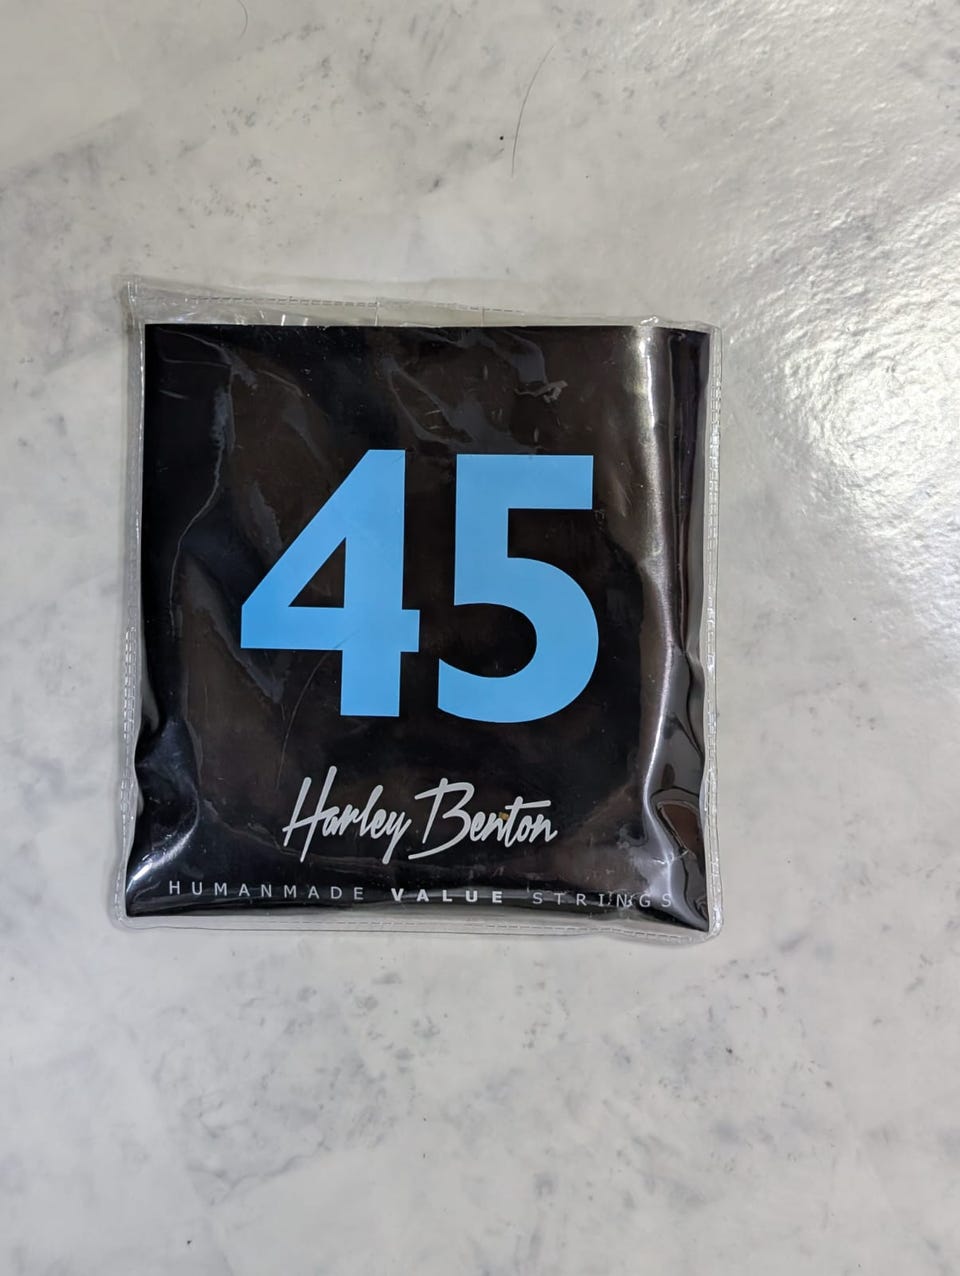 45
Harley Benton
HUMANMADE VALUE STRINGS